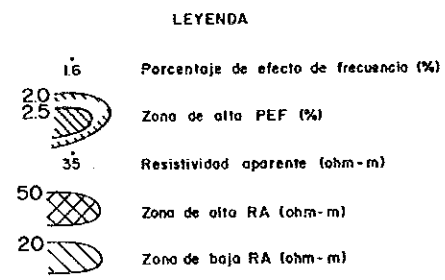 LEYENDA
1.6 Porcentaje de efecto de frecuencia (%)
2.0
2.5 Zona de alta PEF (%)
35 Resistividad aparente (ohm-m)
50 Zona de alta RA (ohm-m)
20 Zona de baja RA (ohm-m)